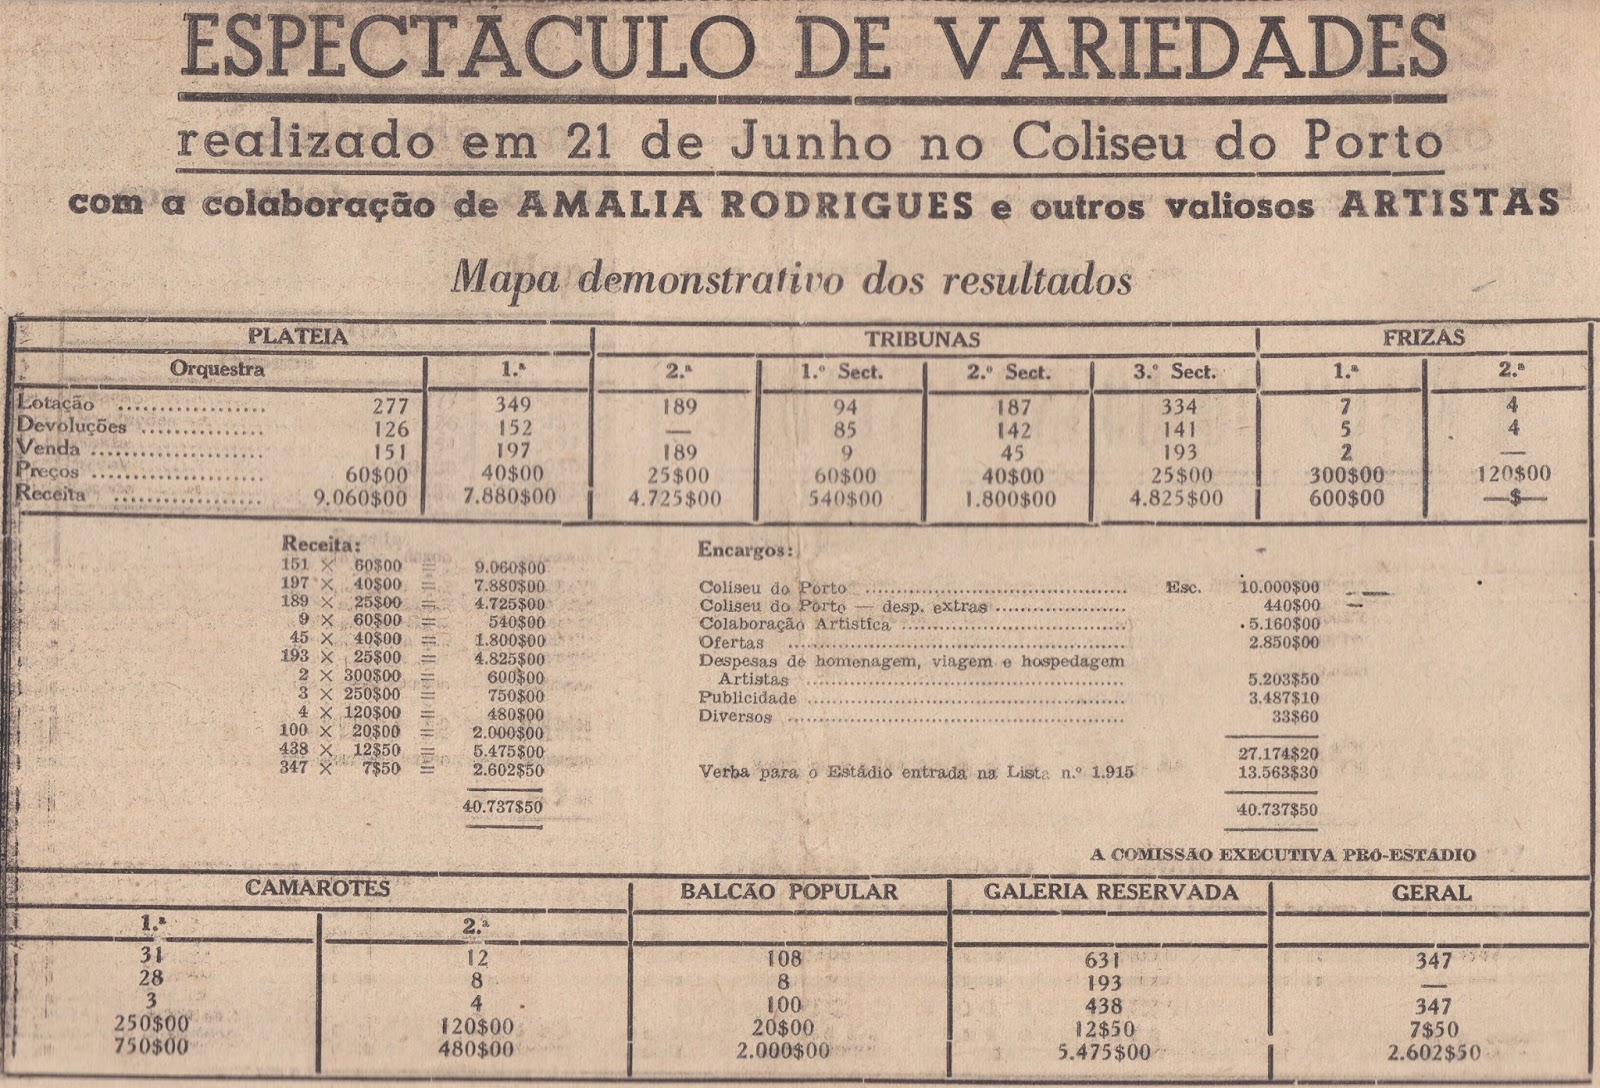 ESPECTACULO DE VARIEDADES
realizado em 21 de Junho no Coliseu do Porto
com a colaboração de AMALIA RODRIGUES e outros valiosos ARTISTAS
Mapa demonstrativo dos resultados
PLATEIA TRIBUNAS FRIZAS
Orquestra 1.ª 2.ª 1.º Sect. 2.º Sect. 3.º Sect. 1.ª 2.ª
Lotação .................. 277 349 189 94 187 334 7 4
Devoluções ............... 126 152 — 85 142 141 5 4
Venda ..................... 151 197 189 9 45 193 2 —
Preços ..................... 60$00 40$00 25$00 60$00 40$00 25$00 300$00 120$00
Receita .................. 9.060$00 7.880$00 4.725$00 540$00 1.800$00 4.825$00 600$00 —$—
Receita:
151 × 60$00 = 9.060$00
197 × 40$00 = 7.880$00
189 × 25$00 = 4.725$00
9 × 60$00 = 540$00
45 × 40$00 = 1.800$00
193 × 25$00 = 4.825$00
2 × 300$00 = 600$00
3 × 250$00 = 750$00
4 × 120$00 = 480$00
100 × 20$00 = 2.000$00
438 × 12$50 = 5.475$00
347 × 7$50 = 2.602$50
40.737$50
Encargos:
Coliseu do Porto .................................... Esc. 10.000$00
Coliseu do Porto — desp. extras .................. 440$00
Colaboração Artistica ............................... 5.160$00
Ofertas ............................................... 2.850$00
Despesas de homenagem, viagem e hospedagem
Artistas ............................................ 5.203$50
Publicidade .......................................... 3.487$10
Diversos ............................................. 33$60
27.174$20
Verba para o Estádio entrada na Lista n.º 1.915 13.563$30
40.737$50
A COMISSÃO EXECUTIVA PRÓ-ESTÁDIO
CAMAROTES BALCÃO POPULAR GALERIA RESERVADA GERAL
1.ª 2.ª
31 12 108 631 347
28 8 8 193 —
3 4 100 438 347
250$00 120$00 20$00 12$50 7$50
750$00 480$00 2.000$00 5.475$00 2.602$50